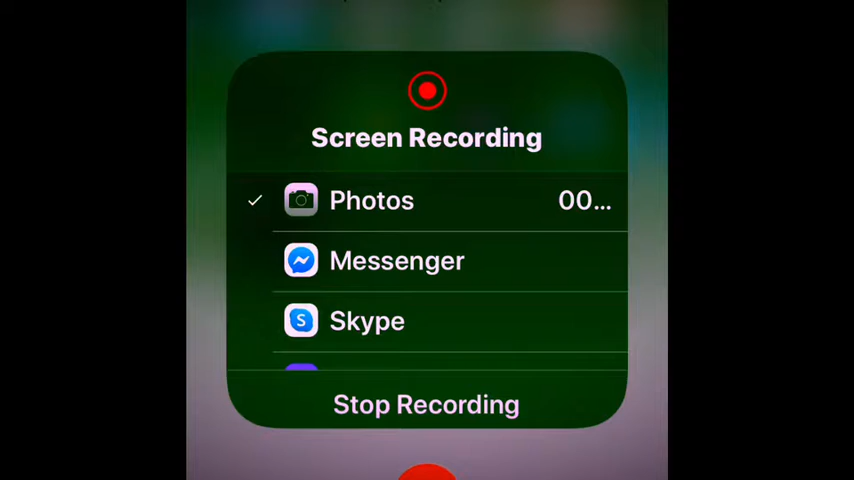 Screen Recording
Photos 00...
Messenger
S Skype
Stop Recording